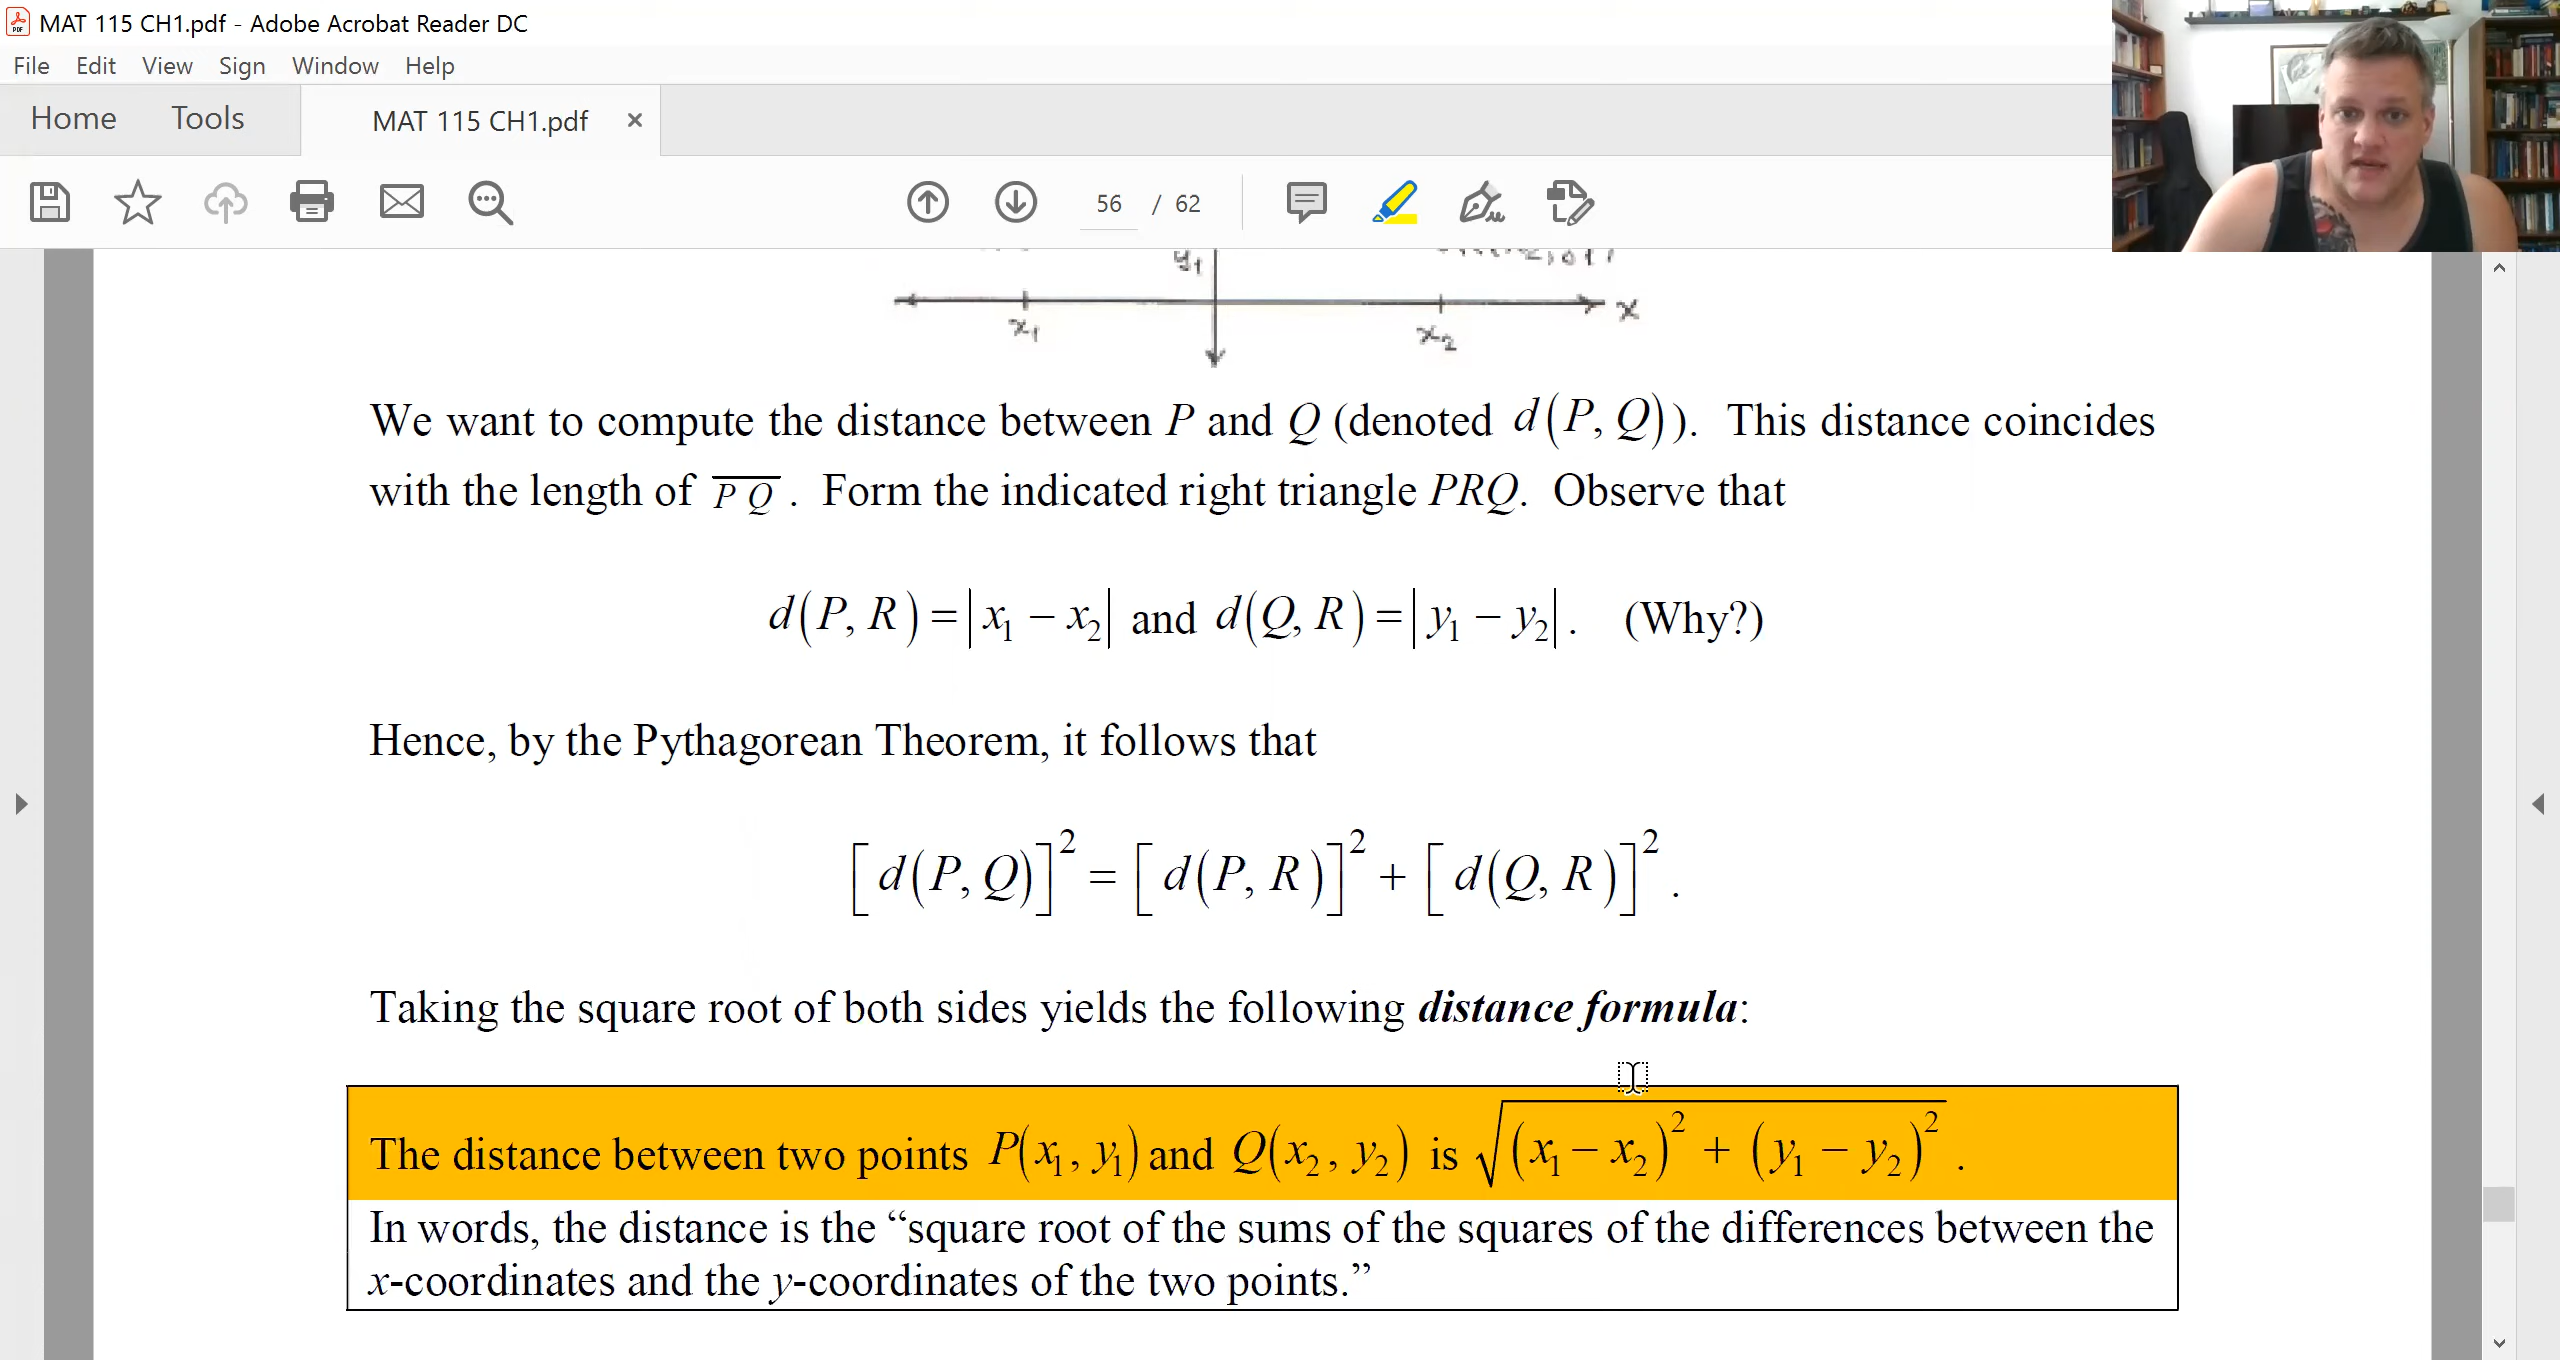 MAT 115 CH1.pdf - Adobe Acrobat Reader DC
File Edit View Sign Window Help
Home Tools MAT 115 CH1.pdf ×
56 / 62
y₁
x
x₁ x₂
We want to compute the distance between P and Q (denoted d(P, Q)). This distance coincides
with the length of P̅Q̅. Form the indicated right triangle PRQ. Observe that
d(P, R) = |x₁ − x₂| and d(Q, R) = |y₁ − y₂|. (Why?)
Hence, by the Pythagorean Theorem, it follows that
[d(P, Q)]² = [d(P, R)]² + [d(Q, R)]².
Taking the square root of both sides yields the following distance formula:
The distance between two points P(x₁, y₁) and Q(x₂, y₂) is √((x₁ − x₂)² + (y₁ − y₂)²).
In words, the distance is the “square root of the sums of the squares of the differences between the
x-coordinates and the y-coordinates of the two points.”